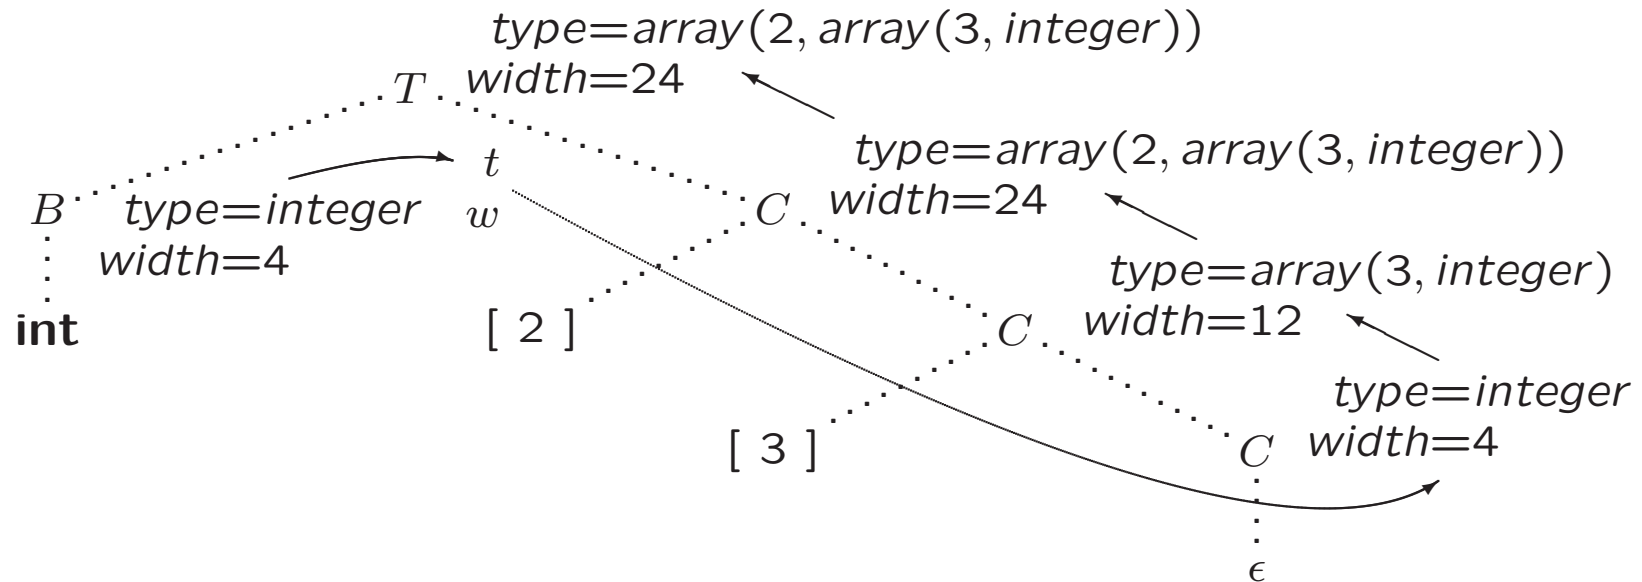 type=array(2, array(3, integer))
T width=24
type=array(2, array(3, integer))
t
B type=integer w C width=24
width=4
type=array(3, integer)
int [ 2 ] C width=12
type=integer
[ 3 ] C width=4
ϵ